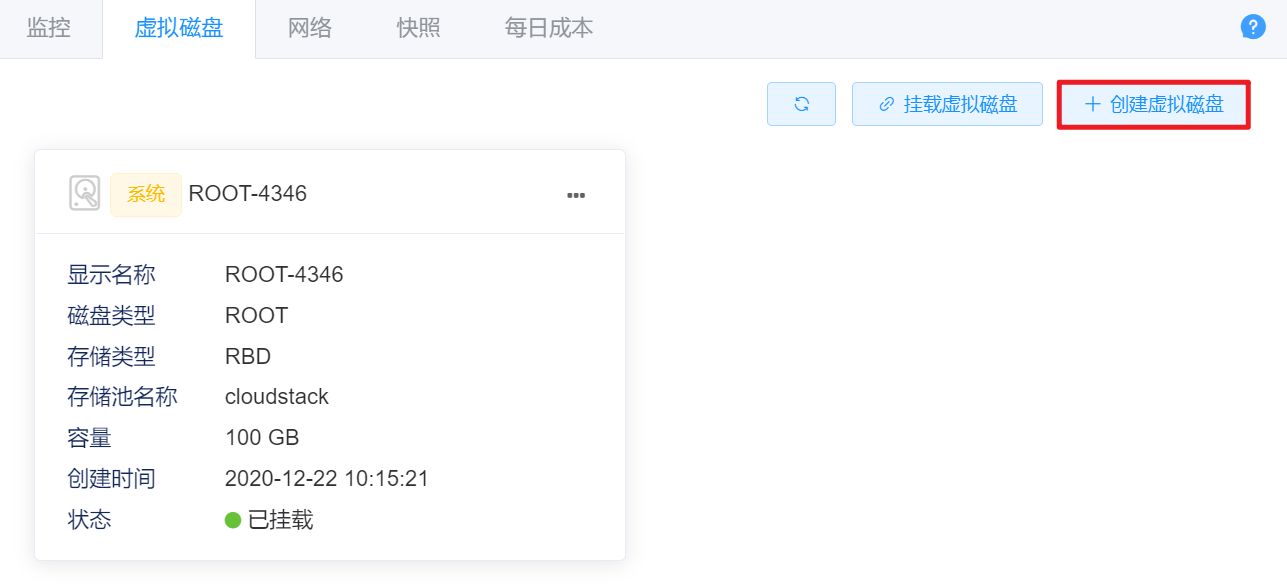 监控 虚拟磁盘 网络 快照 每日成本 ?
挂载虚拟磁盘 + 创建虚拟磁盘
系统 ROOT-4346 ...
显示名称 ROOT-4346
磁盘类型 ROOT
存储类型 RBD
存储池名称 cloudstack
容量 100 GB
创建时间 2020-12-22 10:15:21
状态 已挂载